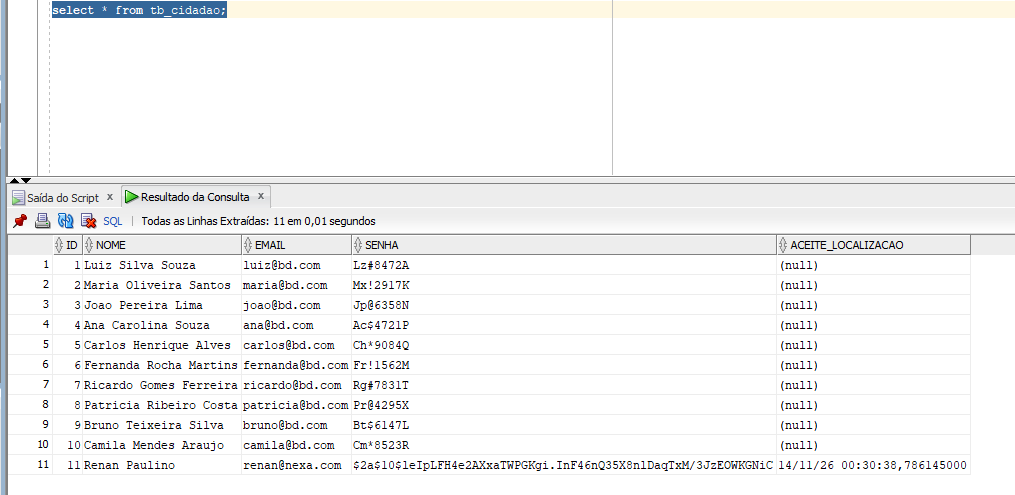 select * from tb_cidadao;
Saída do Script x Resultado da Consulta x
SQL | Todas as Linhas Extraídas: 11 em 0,01 segundos
ID NOME EMAIL SENHA ACEITE_LOCALIZACAO
1 1 Luiz Silva Souza luiz@bd.com Lz#8472A (null)
2 2 Maria Oliveira Santos maria@bd.com Mx!2917K (null)
3 3 Joao Pereira Lima joao@bd.com Jp@6358N (null)
4 4 Ana Carolina Souza ana@bd.com Ac$4721P (null)
5 5 Carlos Henrique Alves carlos@bd.com Ch*9084Q (null)
6 6 Fernanda Rocha Martins fernanda@bd.com Fr!1562M (null)
7 7 Ricardo Gomes Ferreira ricardo@bd.com Rg#7831T (null)
8 8 Patricia Ribeiro Costa patricia@bd.com Pr@4295X (null)
9 9 Bruno Teixeira Silva bruno@bd.com Bt$6147L (null)
10 10 Camila Mendes Araujo camila@bd.com Cm*8523R (null)
11 11 Renan Paulino renan@nexa.com $2a$10$leIpLFH4e2AXxaTWPGKgi.InF46nQ35X8nlDaqTxM/3JzEOWKGNiC 14/11/26 00:30:38,786145000